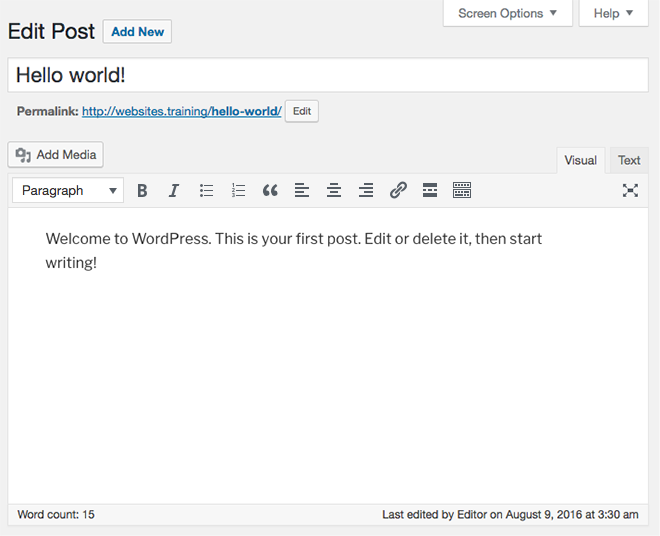 Screen Options Help
Edit Post Add New
Hello world!
Permalink: http://websites.training/hello-world/ Edit
Add Media
Visual Text
Paragraph B I
Welcome to WordPress. This is your first post. Edit or delete it, then start
writing!
Word count: 15 Last edited by Editor on August 9, 2016 at 3:30 am